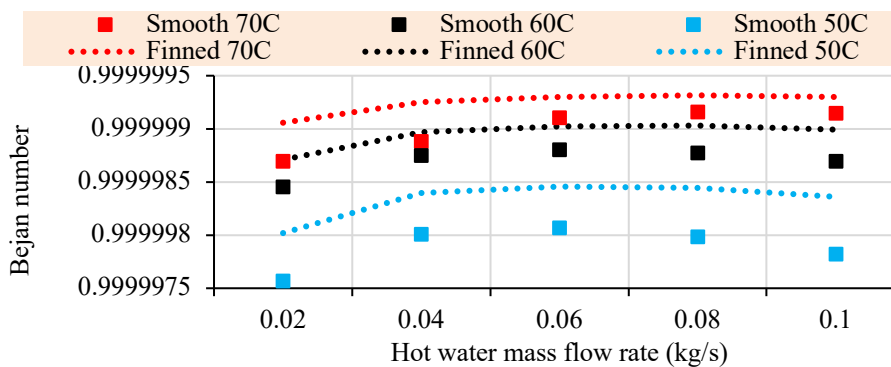 Smooth 70C Smooth 60C Smooth 50C
Finned 70C Finned 60C Finned 50C
0.9999995
0.999999
0.9999985
0.999998
0.9999975
Bejan number
0.02 0.04 0.06 0.08 0.1
Hot water mass flow rate (kg/s)